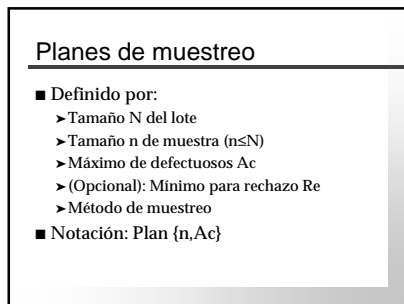 Planes de muestreo
■ Definido por:
➤Tamaño N del lote
➤Tamaño n de muestra (n≤N)
➤Máximo de defectuosos Ac
➤(Opcional): Mínimo para rechazo Re
➤Método de muestreo
■ Notación: Plan {n,Ac}